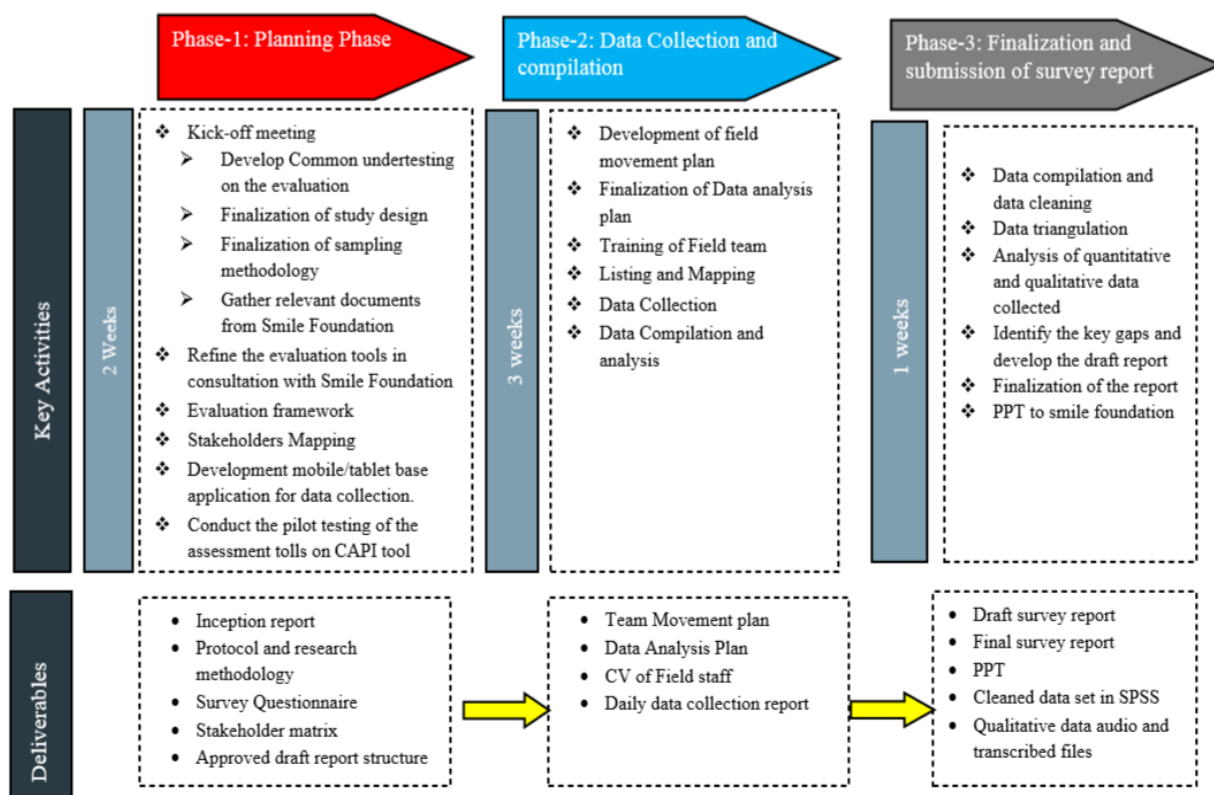 Phase-1: Planning Phase
Phase-2: Data Collection and
compilation
Phase-3: Finalization and
submission of survey report
Key Activities
2 Weeks
❖ Kick-off meeting
➢ Develop Common undertesting
on the evaluation
➢ Finalization of study design
➢ Finalization of sampling
methodology
➢ Gather relevant documents
from Smile Foundation
❖ Refine the evaluation tools in
consultation with Smile Foundation
❖ Evaluation framework
❖ Stakeholders Mapping
❖ Development mobile/tablet base
application for data collection.
❖ Conduct the pilot testing of the
assessment tolls on CAPI tool
3 weeks
❖ Development of field
movement plan
❖ Finalization of Data analysis
plan
❖ Training of Field team
❖ Listing and Mapping
❖ Data Collection
❖ Data Compilation and
analysis
1 weeks
❖ Data compilation and
data cleaning
❖ Data triangulation
❖ Analysis of quantitative
and qualitative data
collected
❖ Identify the key gaps and
develop the draft report
❖ Finalization of the report
❖ PPT to smile foundation
Deliverables
• Inception report
• Protocol and research
methodology
• Survey Questionnaire
• Stakeholder matrix
• Approved draft report structure
• Team Movement plan
• Data Analysis Plan
• CV of Field staff
• Daily data collection report
• Draft survey report
• Final survey report
• PPT
• Cleaned data set in SPSS
• Qualitative data audio and
transcribed files